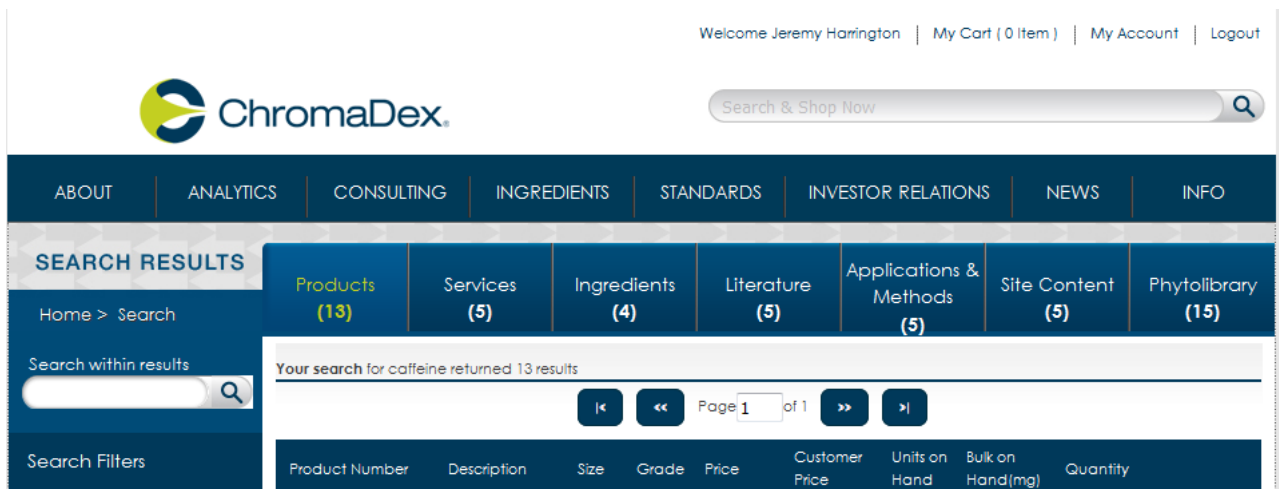 Welcome Jeremy Harrington | My Cart ( 0 Item ) | My Account | Logout
ChromaDex®
Search & Shop Now
ABOUT ANALYTICS CONSULTING INGREDIENTS STANDARDS INVESTOR RELATIONS NEWS INFO
SEARCH RESULTS
Home > Search
Search within results
Search Filters
Products
(13)
Services
(5)
Ingredients
(4)
Literature
(5)
Applications &
Methods
(5)
Site Content
(5)
Phytolibrary
(15)
Your search for caffeine returned 13 results
|< << Page 1 of 1 >> >|
Product Number Description Size Grade Price Customer Price Units on Hand Bulk on Hand(mg) Quantity